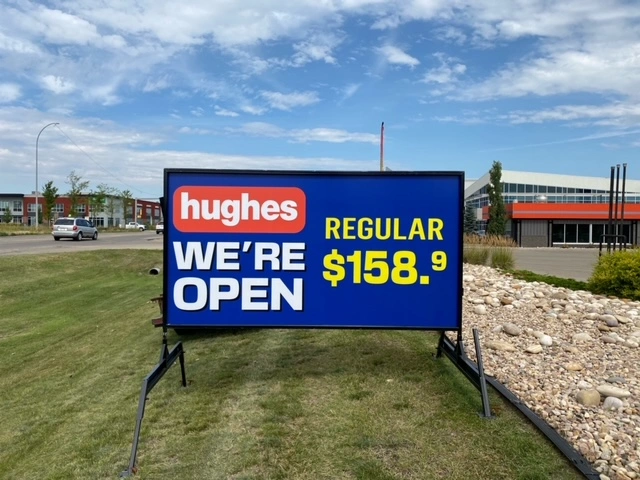 hughes
WE'RE
OPEN
REGULAR
$158.9